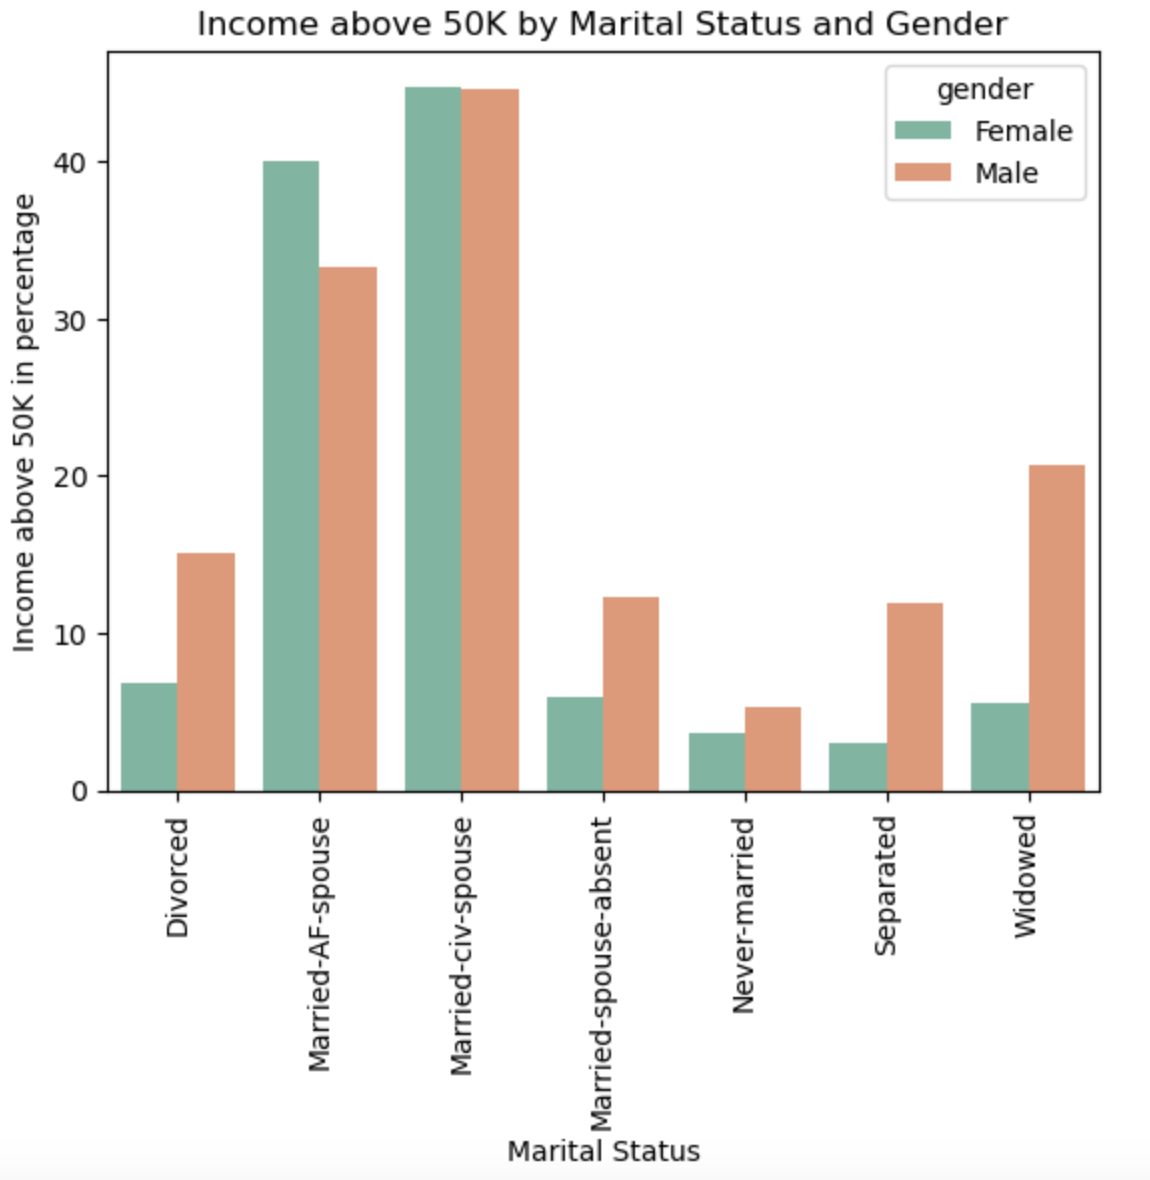 Income above 50K by Marital Status and Gender
gender
Female
Male
Income above 50K in percentage
40
30
20
10
0
Divorced
Married-AF-spouse
Married-civ-spouse
Married-spouse-absent
Never-married
Separated
Widowed
Marital Status